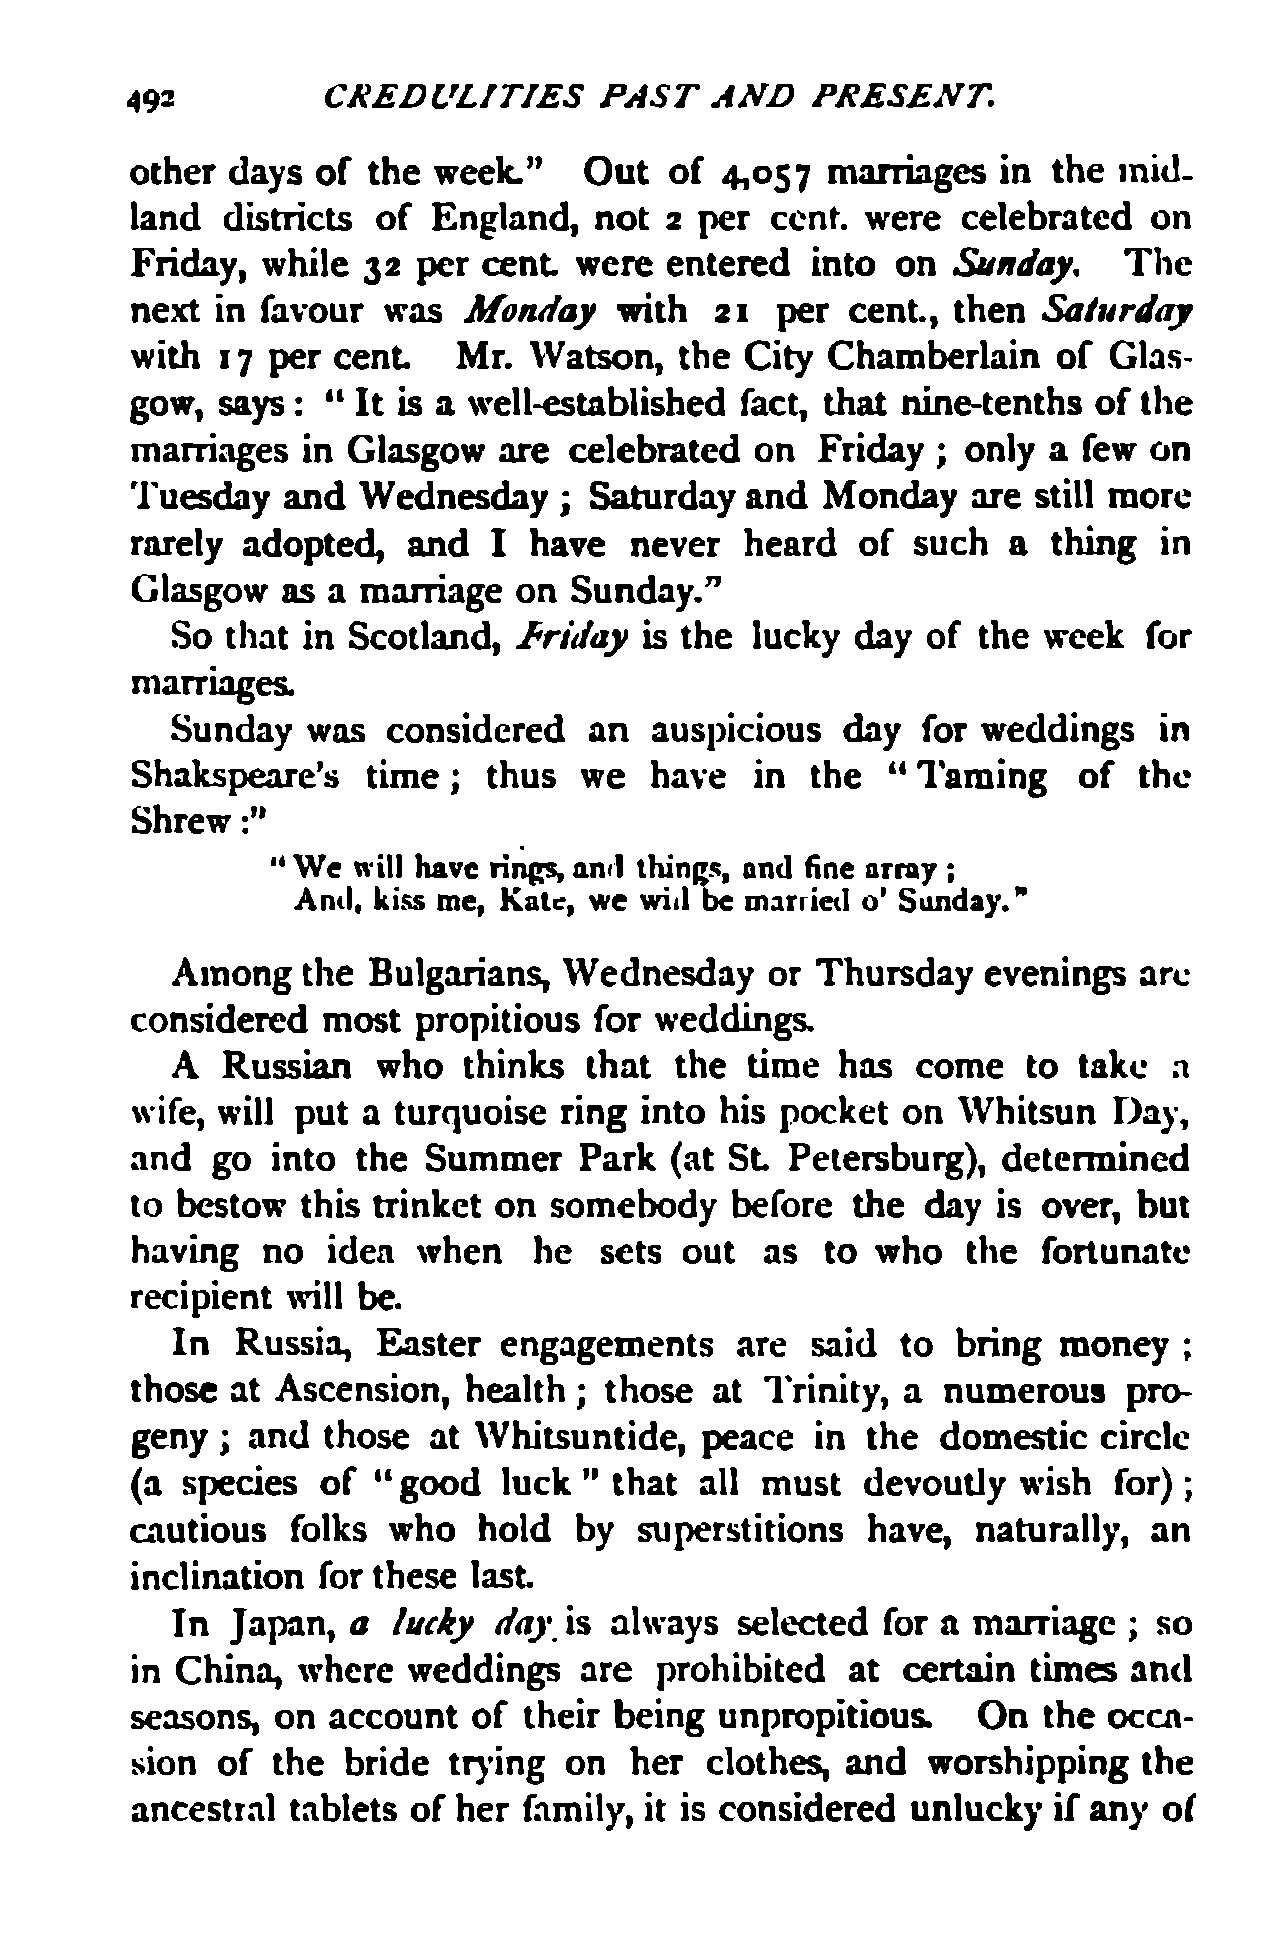 492 CREDULITIES PAST AND PRESENT.
other days of the week." Out of 4,057 marriages in the mid-
land districts of England, not 2 per cent. were celebrated on
Friday, while 32 per cent. were entered into on Sunday. The
next in favour was Monday with 21 per cent., then Saturday
with 17 per cent. Mr. Watson, the City Chamberlain of Glas-
gow, says : " It is a well-established fact, that nine-tenths of the
marriages in Glasgow are celebrated on Friday ; only a few on
Tuesday and Wednesday ; Saturday and Monday are still more
rarely adopted, and I have never heard of such a thing in
Glasgow as a marriage on Sunday."
So that in Scotland, Friday is the lucky day of the week for
marriages.
Sunday was considered an auspicious day for weddings in
Shakspeare's time ; thus we have in the " Taming of the
Shrew :"
" We will have rings, and things, and fine array ;
And, kiss me, Kate, we will be married o' Sunday."
Among the Bulgarians, Wednesday or Thursday evenings are
considered most propitious for weddings.
A Russian who thinks that the time has come to take a
wife, will put a turquoise ring into his pocket on Whitsun Day,
and go into the Summer Park (at St. Petersburg), determined
to bestow this trinket on somebody before the day is over, but
having no idea when he sets out as to who the fortunate
recipient will be.
In Russia, Easter engagements are said to bring money ;
those at Ascension, health ; those at Trinity, a numerous pro-
geny ; and those at Whitsuntide, peace in the domestic circle
(a species of " good luck " that all must devoutly wish for) ;
cautious folks who hold by superstitions have, naturally, an
inclination for these last.
In Japan, a lucky day is always selected for a marriage ; so
in China, where weddings are prohibited at certain times and
seasons, on account of their being unpropitious. On the occa-
sion of the bride trying on her clothes, and worshipping the
ancestral tablets of her family, it is considered unlucky if any of